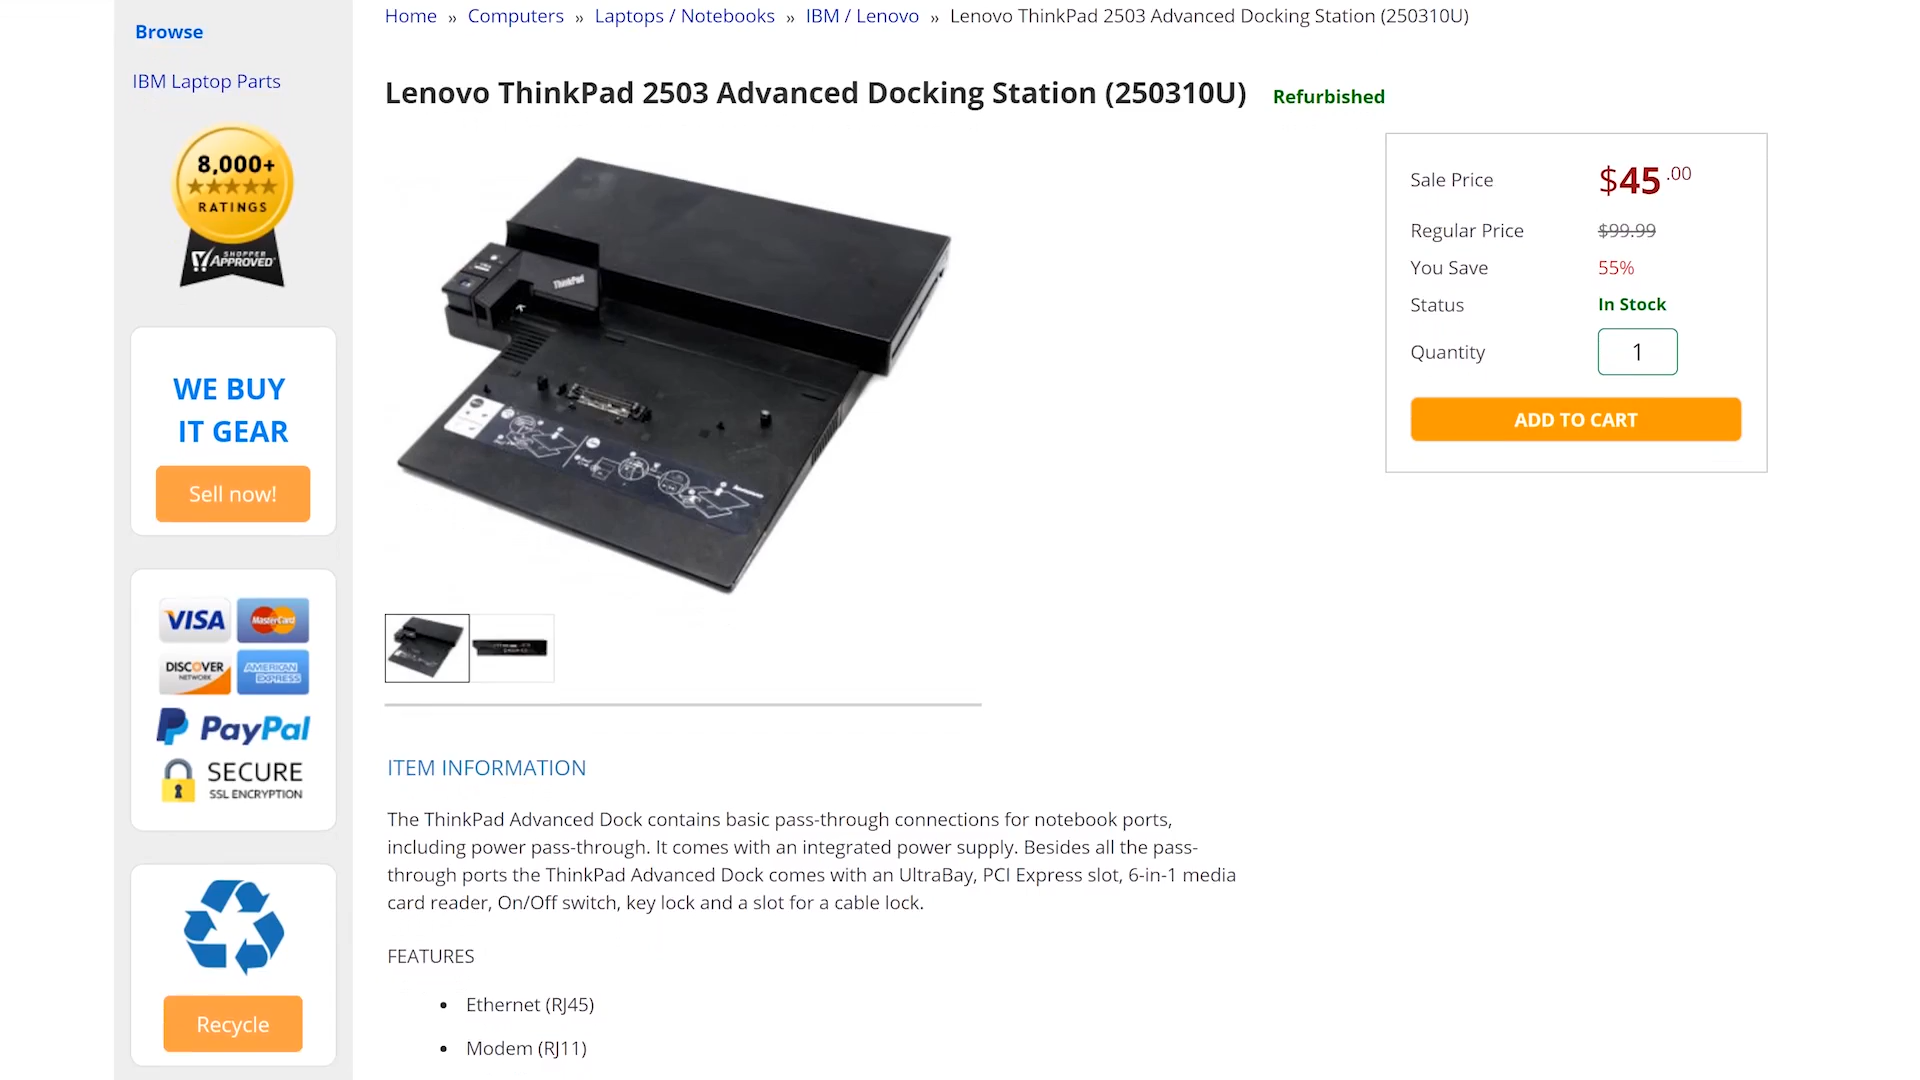 Browse
IBM Laptop Parts
8,000+
RATINGS
SHOPPER
APPROVED
WE BUY
IT GEAR
Sell now!
VISA
MasterCard
DISCOVER
NETWORK
AMERICAN
EXPRESS
PayPal
SECURE
SSL ENCRYPTION
Recycle
Home » Computers » Laptops / Notebooks » IBM / Lenovo » Lenovo ThinkPad 2503 Advanced Docking Station (250310U)
Lenovo ThinkPad 2503 Advanced Docking Station (250310U) Refurbished
ThinkPad
Sale Price $45.00
Regular Price $99.99
You Save 55%
Status In Stock
Quantity 1
ADD TO CART
ITEM INFORMATION
The ThinkPad Advanced Dock contains basic pass-through connections for notebook ports,
including power pass-through. It comes with an integrated power supply. Besides all the pass-
through ports the ThinkPad Advanced Dock comes with an UltraBay, PCI Express slot, 6-in-1 media
card reader, On/Off switch, key lock and a slot for a cable lock.
FEATURES
• Ethernet (RJ45)
• Modem (RJ11)